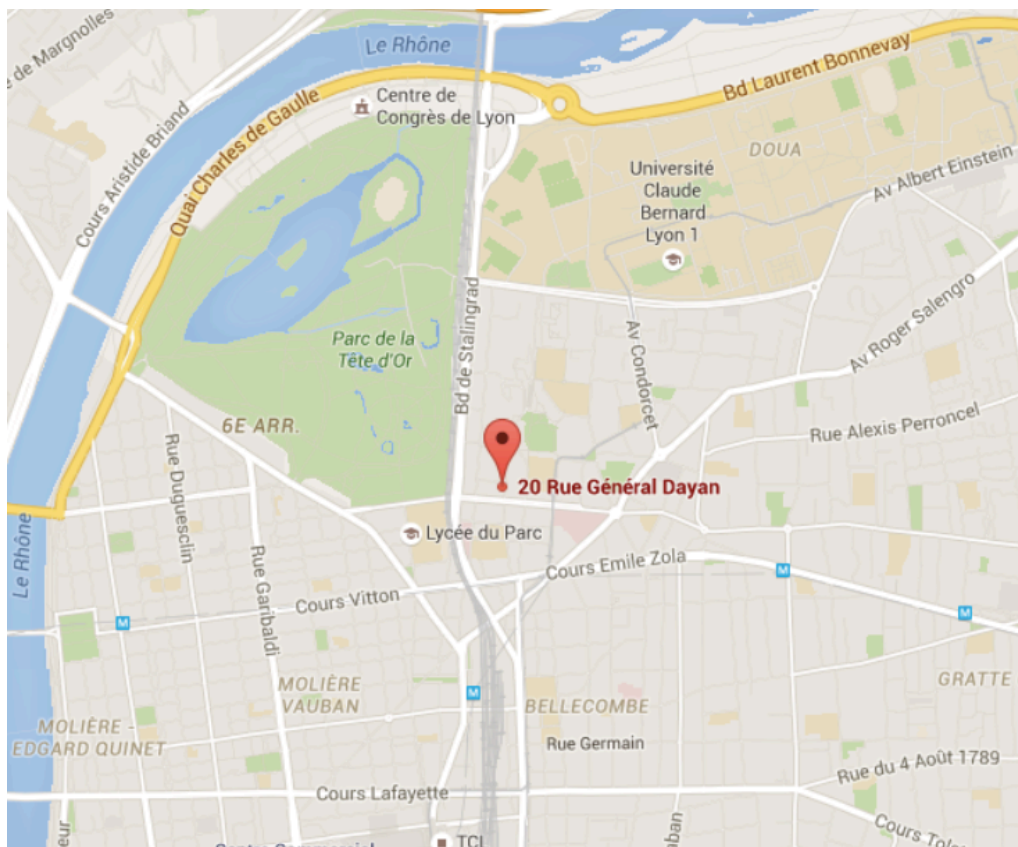 de Margnolles
Le Rhône
Centre de
Congrès de Lyon
Bd Laurent Bonnevay
Quai Charles de Gaulle
Cours Aristide Briand
DOUA
Université
Claude
Bernard
Lyon 1
Av Albert Einstein
Bd de Stalingrad
Parc de la
Tête d'Or
Av Condorcet
Av Roger Salengro
6E ARR.
Rue Alexis Perroncel
Rue Duguesclin
20 Rue Général Dayan
Lycée du Parc
Le Rhône
Rue Garibaldi
Cours Emile Zola
M
Cours Vitton
M
M
MOLIÈRE
VAUBAN
M
BELLECOMBE
GRATTE
MOLIÈRE -
EDGARD QUINET
Rue Germain
Rue du 4 Août 1789
Cours Lafayette
TCL